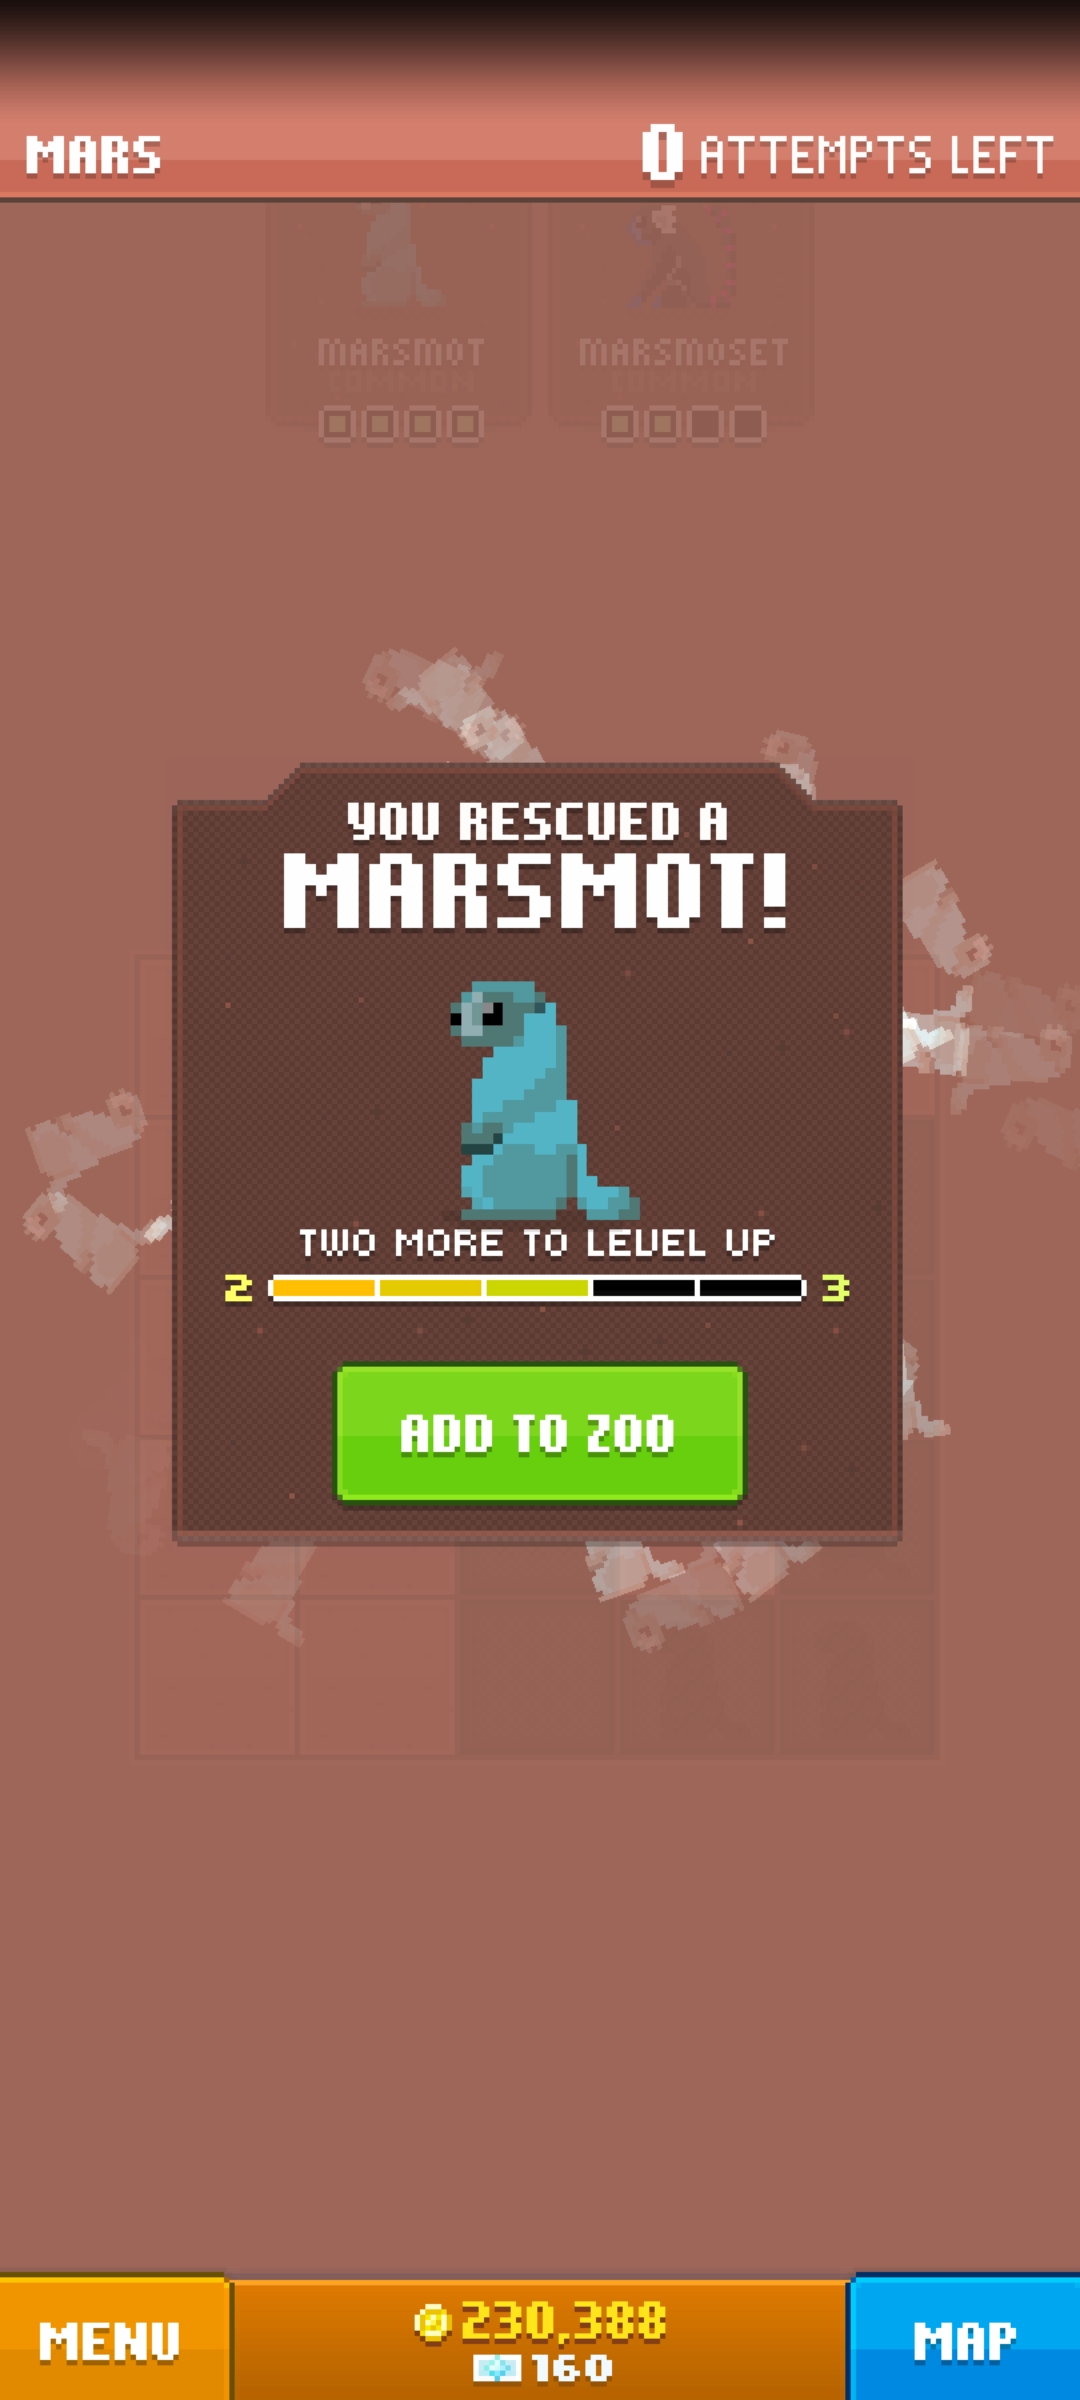 MARS
0 ATTEMPTS LEFT
MARSMOT
MARSMOSET
COMMON
COMMON
YOU RESCUED A
MARSMOT!
TWO MORE TO LEVEL UP
2
3
ADD TO ZOO
MENU
230,388
160
MAP